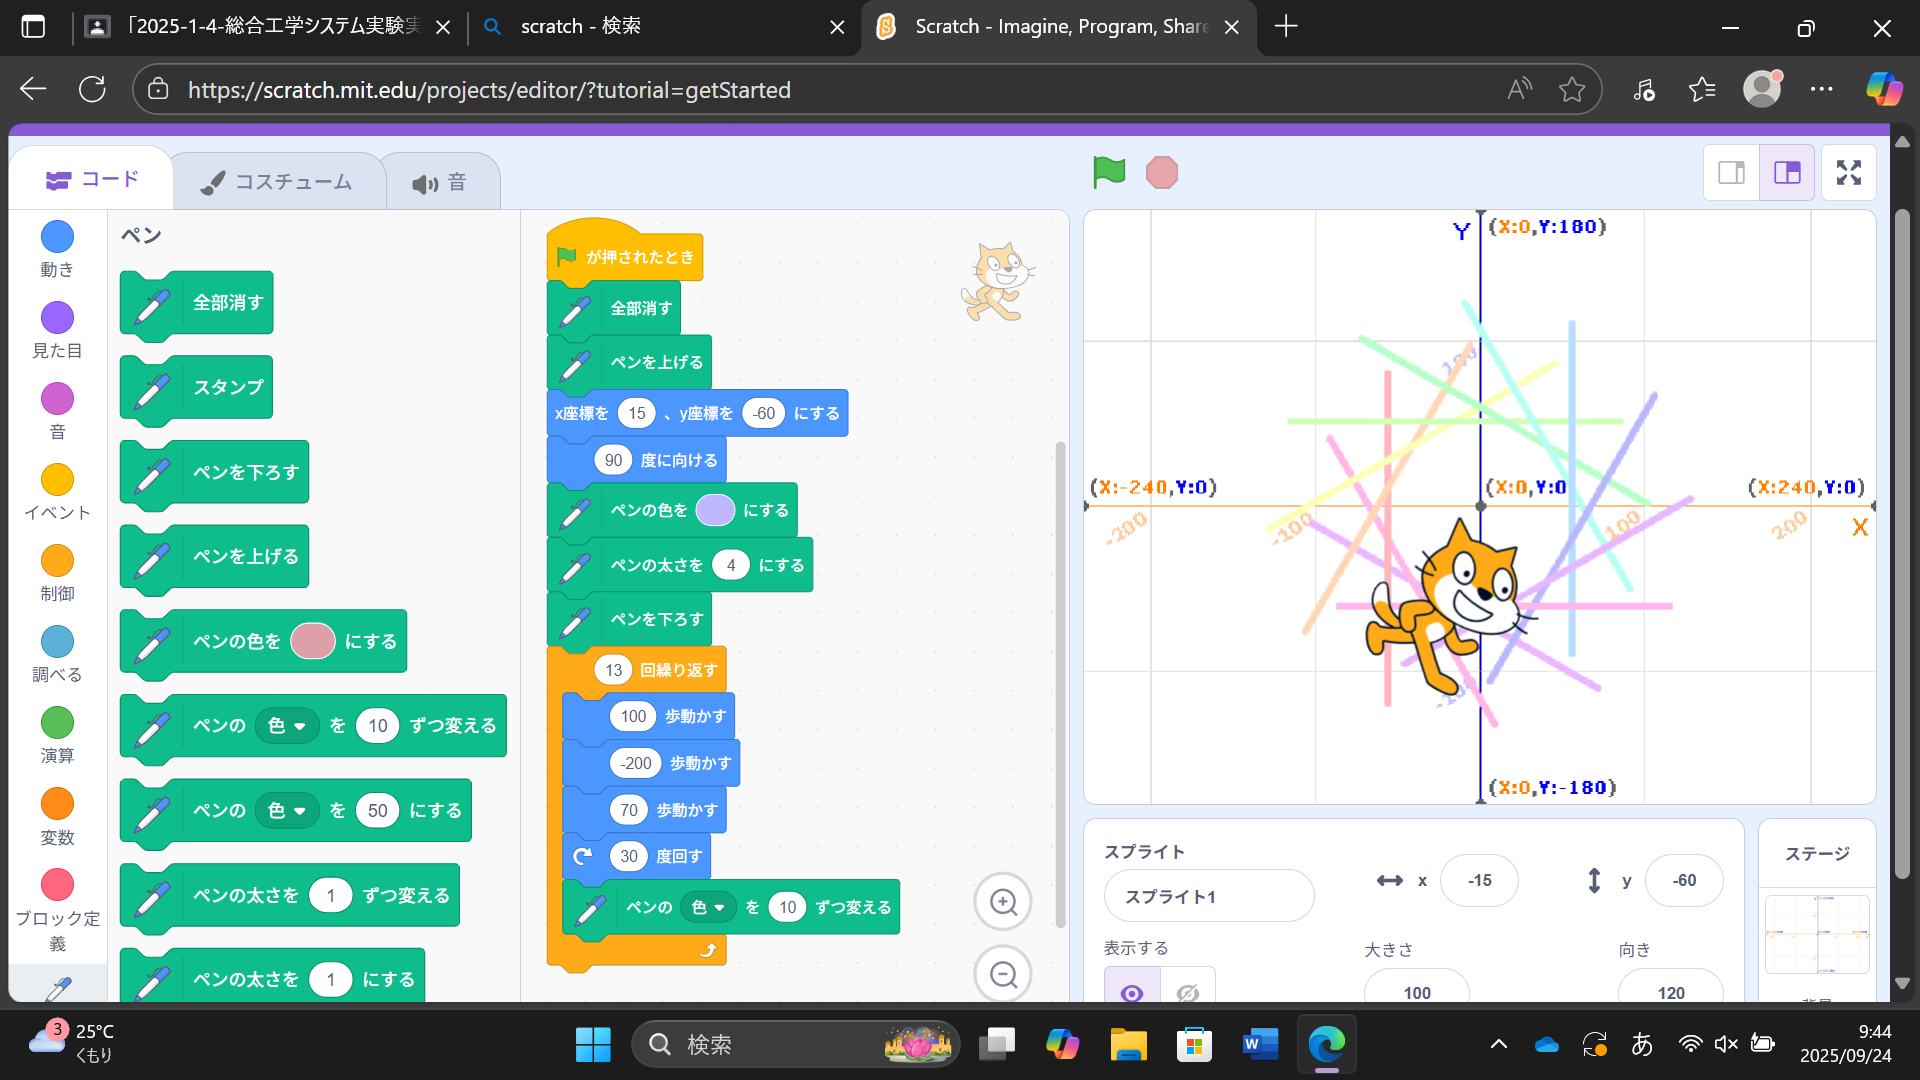 「2025-1-4-総合工学システム実験実
scratch - 検索
Scratch - Imagine, Program, Share
https://scratch.mit.edu/projects/editor/?tutorial=getStarted
コード
コスチューム
音
動き
見た目
音
イベント
制御
調べる
演算
変数
ブロック定
義
ペン
全部消す
スタンプ
ペンを下ろす
ペンを上げる
ペンの色を にする
ペンの 色 を 10 ずつ変える
ペンの 色 を 50 にする
ペンの太さを 1 ずつ変える
ペンの太さを 1 にする
が押されたとき
全部消す
ペンを上げる
x座標を 15 、y座標を -60 にする
90 度に向ける
ペンの色を にする
ペンの太さを 4 にする
ペンを下ろす
13 回繰り返す
100 歩動かす
-200 歩動かす
70 歩動かす
30 度回す
ペンの 色 を 10 ずつ変える
Y (X:0,Y:180)
(X:-240,Y:0)
(X:0,Y:0
(X:240,Y:0)
-200
-100
100
200
X
(X:0,Y:-180)
スプライト
スプライト1
x -15
y -60
表示する
大きさ
向き
100
120
ステージ
3
25°C
くもり
検索
あ
9:44
2025/09/24